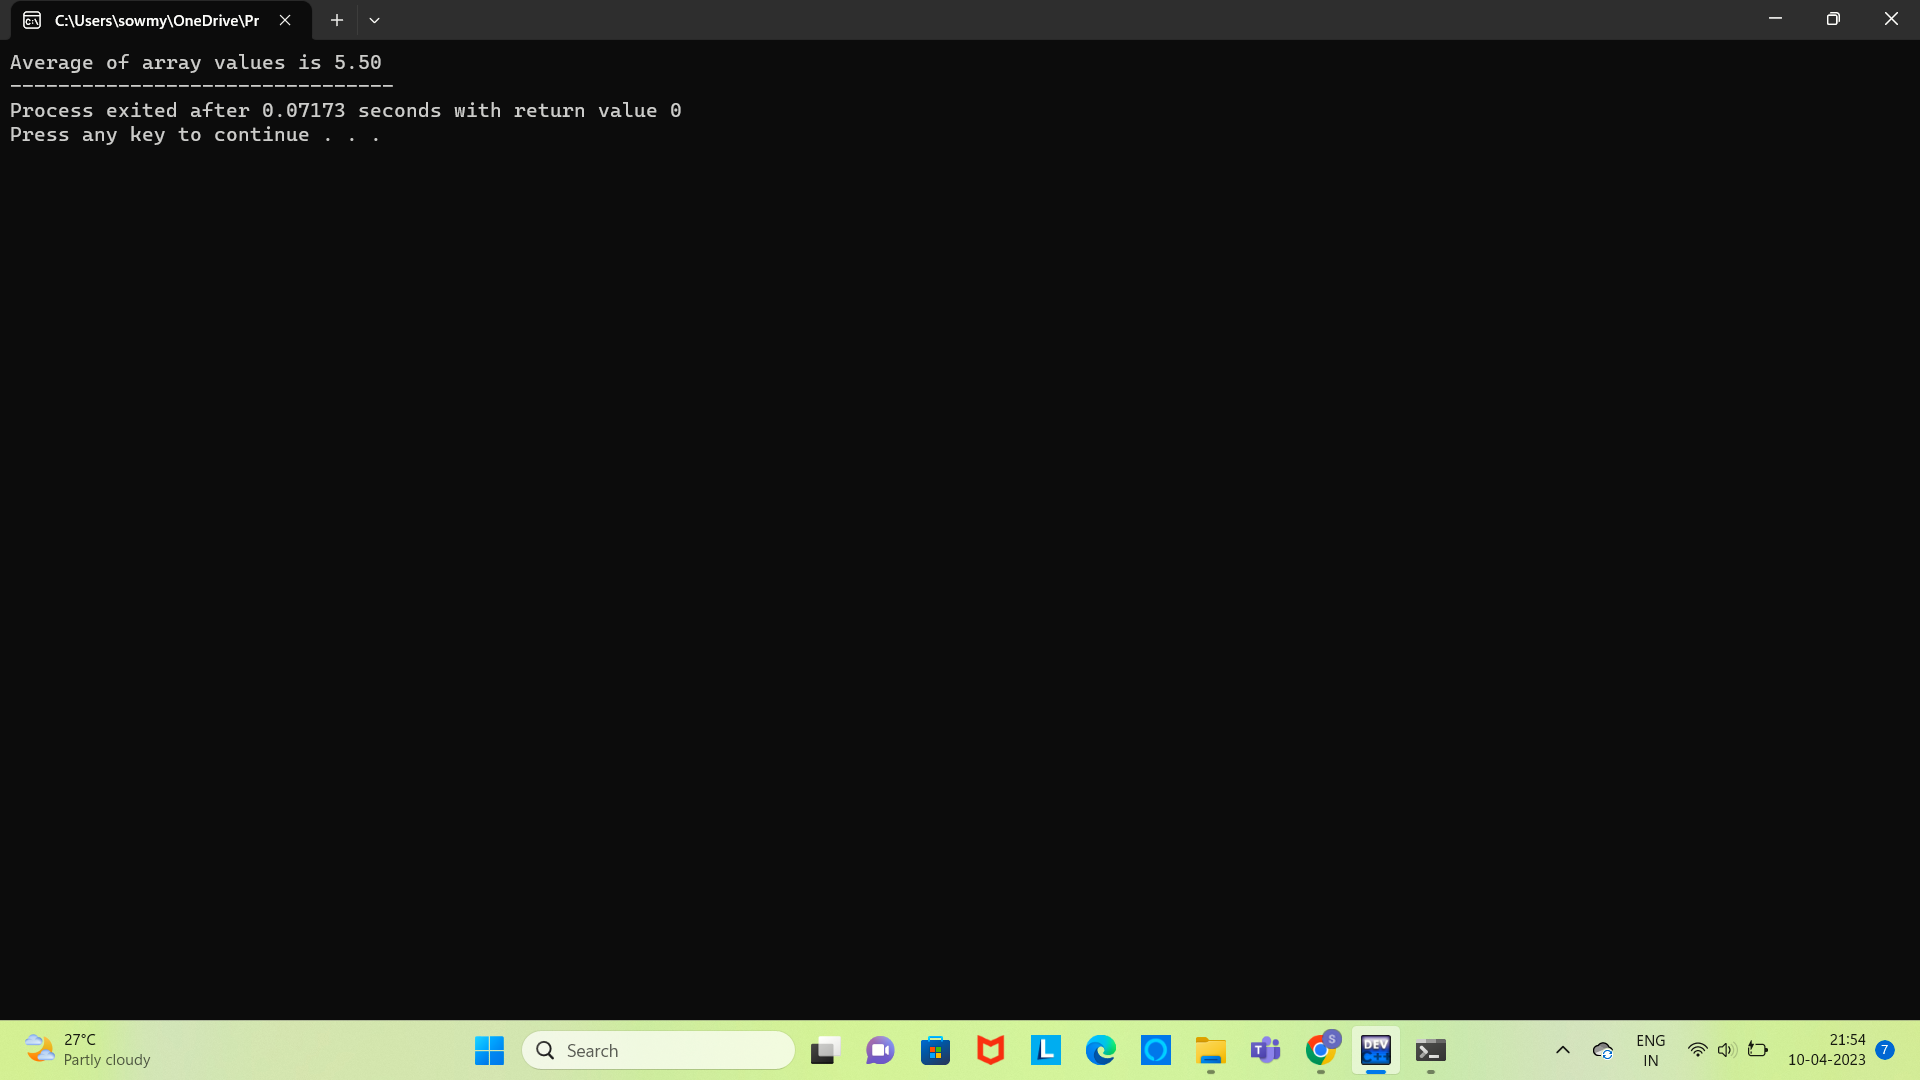 C:\Users\sowmy\OneDrive\Pr
Average of array values is 5.50
--------------------------------
Process exited after 0.07173 seconds with return value 0
Press any key to continue . . .
27°C
Partly cloudy
Search
L
T
S
DEV
C++
ENG
IN
21:54
10-04-2023
7